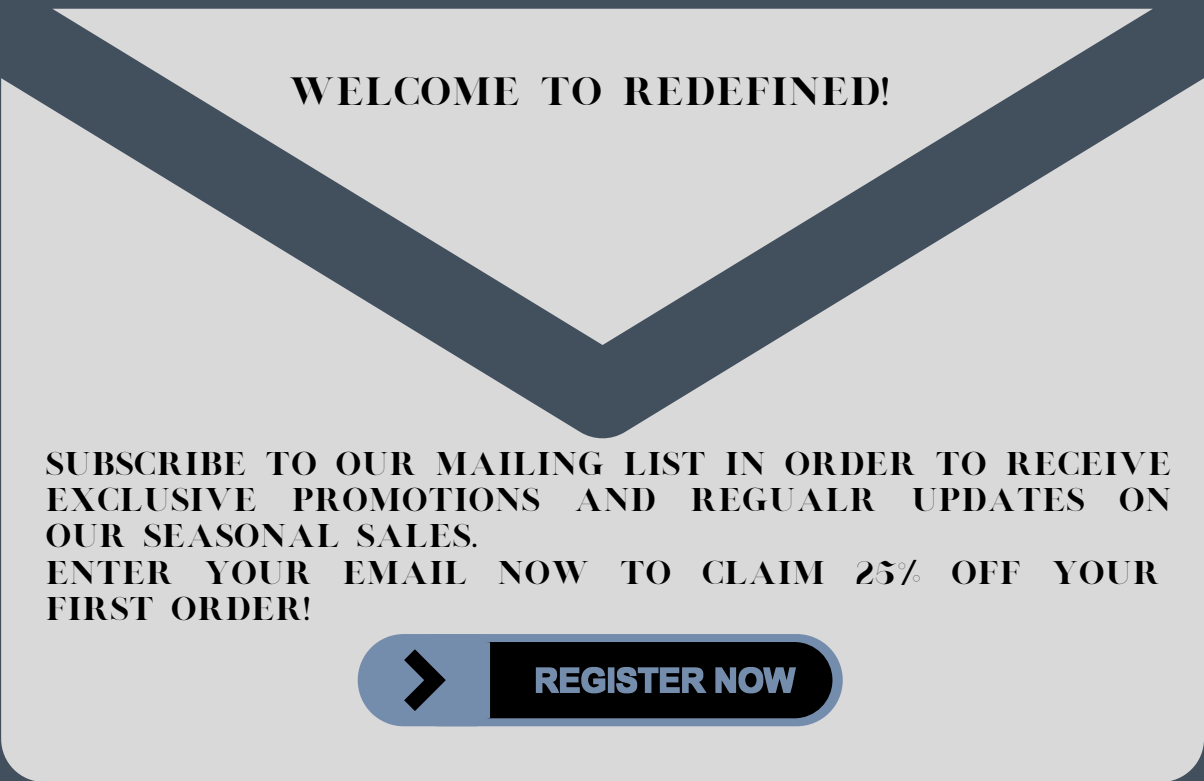 WELCOME TO REDEFINED!
SUBSCRIBE TO OUR MAILING LIST IN ORDER TO RECEIVE
EXCLUSIVE PROMOTIONS AND REGUALR UPDATES ON
OUR SEASONAL SALES.
ENTER YOUR EMAIL NOW TO CLAIM 25% OFF YOUR
FIRST ORDER!
REGISTER NOW